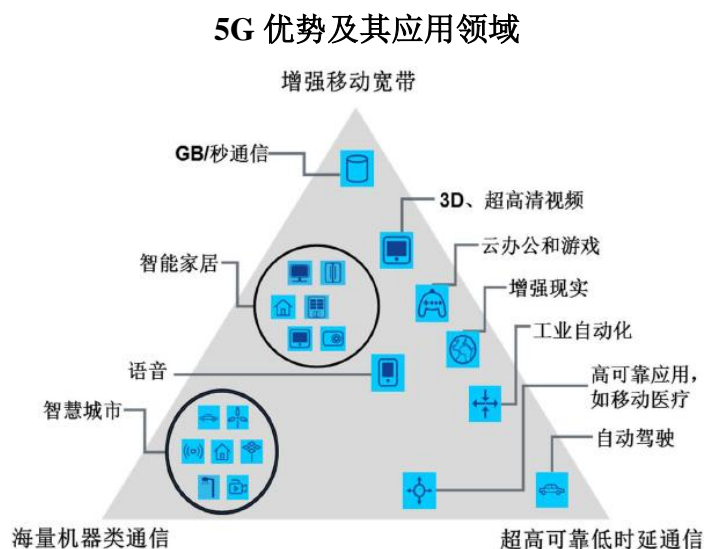 5G 优势及其应用领域
增强移动宽带
GB/秒通信
3D、超高清视频
云办公和游戏
智能家居
增强现实
工业自动化
语音
高可靠应用，
如移动医疗
智慧城市
自动驾驶
海量机器类通信
超高可靠低时延通信